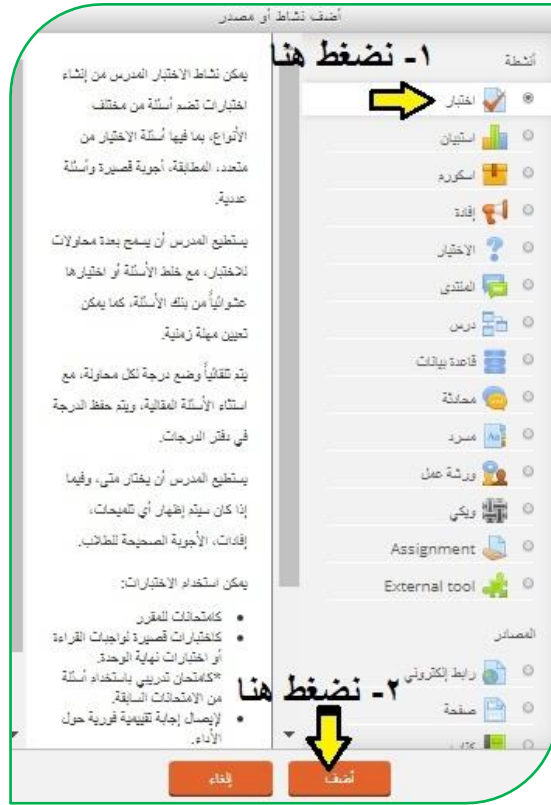 أضف نشاط أو مصدر
١- نضغط هنا
أنشطة
اختبار
استبيان
اسكورم
إفادة
الاختيار
المنتدى
درس
قاعدة بيانات
محادثة
مسرد
ورشة عمل
ويكي
Assignment
External tool
المصادر
رابط إلكتروني
صفحة
كتاب
يمكن نشاط الاختبار المدرس من إنشاء
اختبارات تضم أسئلة من مختلف
الأنواع، بما فيها أسئلة الاختيار من
متعدد، المطابقة، أجوبة قصيرة وأسئلة
عددية.
يستطيع المدرس أن يسمح بعدة محاولات
للاختبار، مع خلط الأسئلة أو اختيارها
عشوائياً من بنك الأسئلة، كما يمكن
تعيين مهلة زمنية.
يتم تلقائياً وضع درجة لكل محاولة، مع
استثناء الأسئلة المقالية، ويتم حفظ الدرجة
في دفتر الدرجات.
يستطيع المدرس أن يختار متى، وفيما
إذا كان سيتم إظهار أي تلميحات،
إفادات، الأجوبة الصحيحة للطلاب.
يمكن استخدام الاختبارات:
كامتحانات للمقرر
كاختبارات قصيرة لواجبات القراءة
أو اختبارات نهاية الوحدة.
*كامتحان تدريبي باستخدام أسئلة
من الامتحانات السابقة.
لإيصال إجابة تقييمية فورية حول
الأداء.
٢- نضغط هنا
أضف
إلغاء